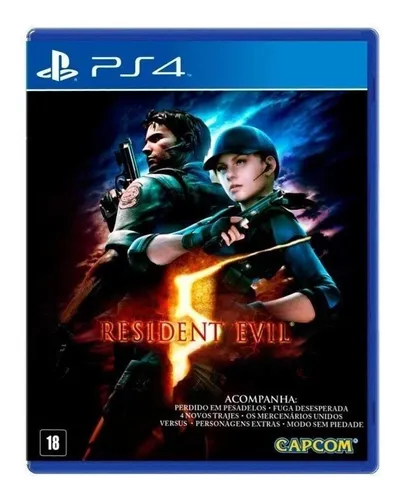 PS4
RESIDENT EVIL
5
ACOMPANHA:
PERDIDO EM PESADELOS • FUGA DESESPERADA
4 NOVOS TRAJES • OS MERCENÁRIOS UNIDOS
VERSUS • PERSONAGENS EXTRAS • MODO SEM PIEDADE
18
CAPCOM